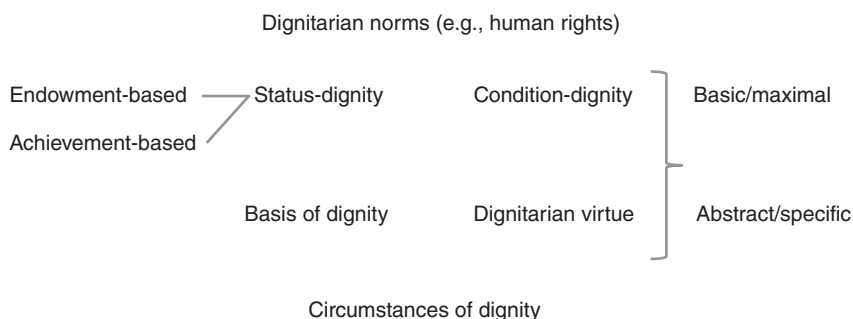 Dignitarian norms (e.g., human rights)
Endowment-based Status-dignity Condition-dignity Basic/maximal
Achievement-based
Basis of dignity Dignitarian virtue Abstract/specific
Circumstances of dignity